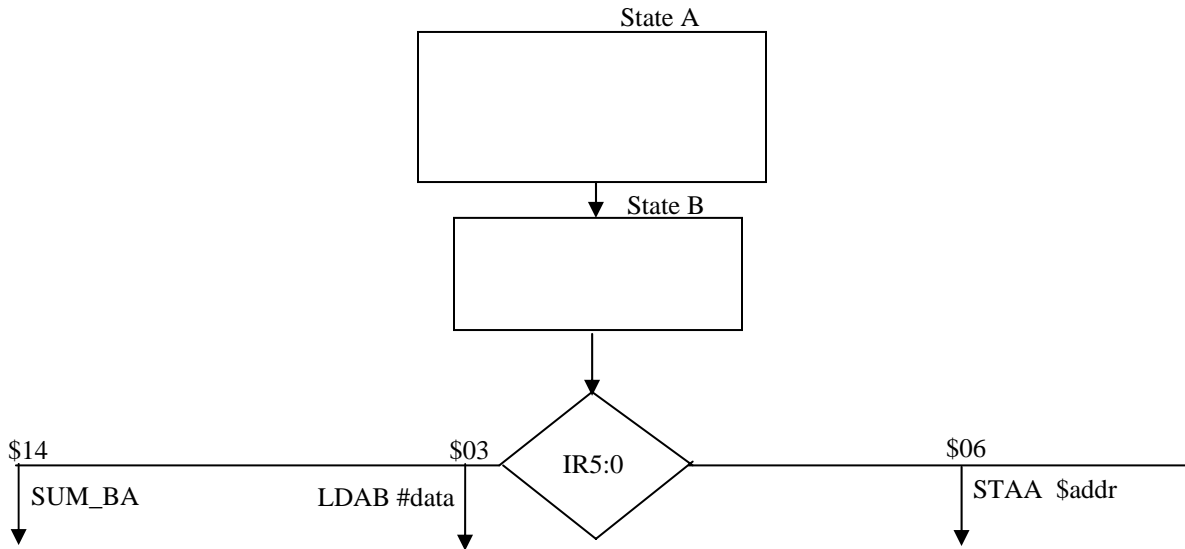 State A
State B
$14
$03
IR5:0
$06
SUM_BA
LDAB #data
STAA $addr